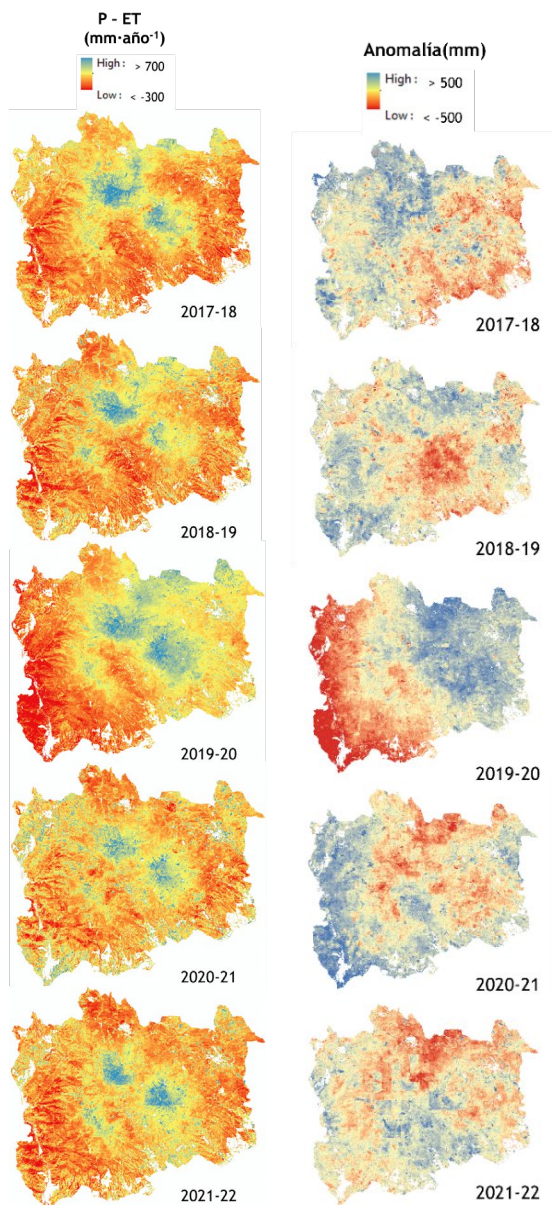 P - ET
(mm·año⁻¹)
High : > 700
Low : < -300
Anomalía(mm)
High : > 500
Low : < -500
2017-18
2017-18
2018-19
2018-19
2019-20
2019-20
2020-21
2020-21
2021-22
2021-22